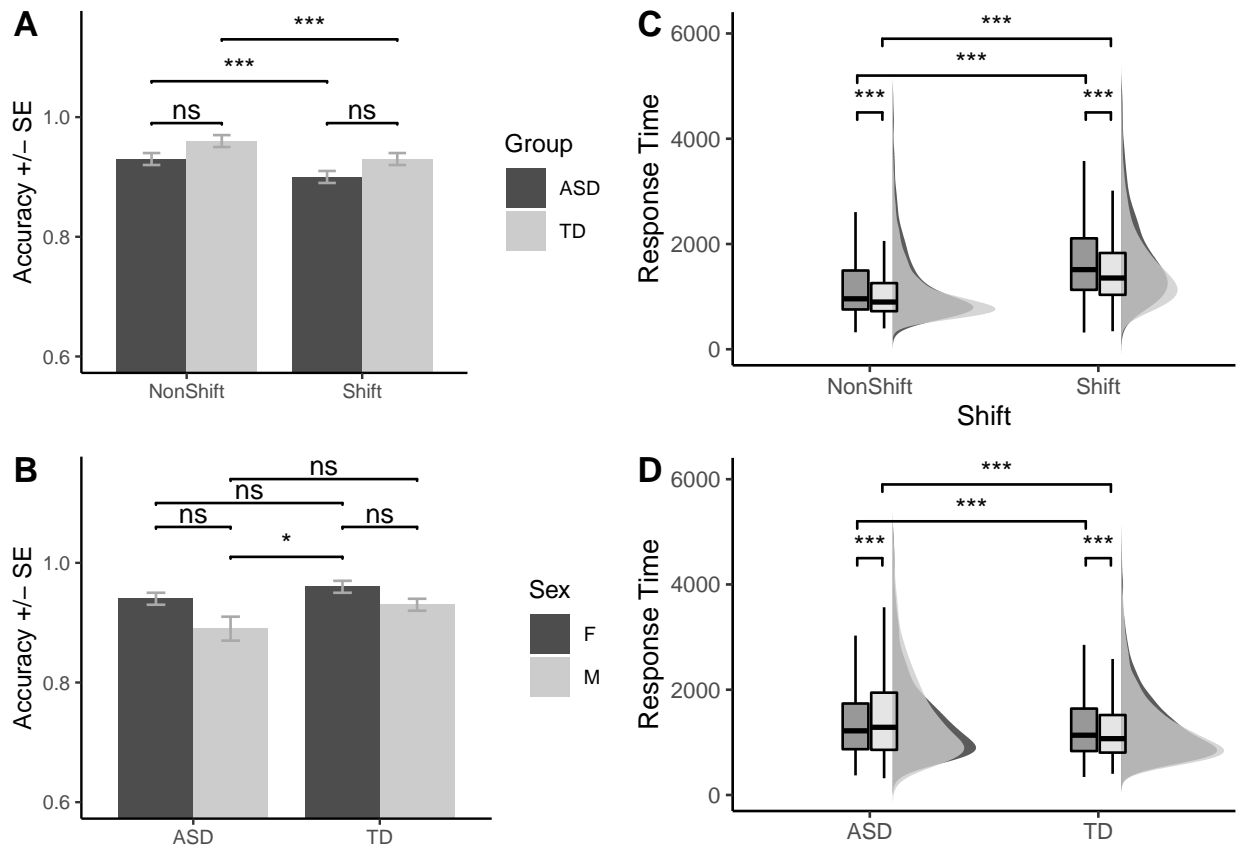 A
Accuracy +/− SE
1.0
0.8
0.6
***
***
ns
ns
NonShift
Shift
Group
ASD
TD
C
Response Time
6000
4000
2000
0
***
***
***
***
NonShift
Shift
Shift
B
Accuracy +/− SE
1.0
0.8
0.6
ns
ns
ns
ns
*
ASD
TD
Sex
F
M
D
Response Time
6000
4000
2000
0
***
***
***
***
ASD
TD